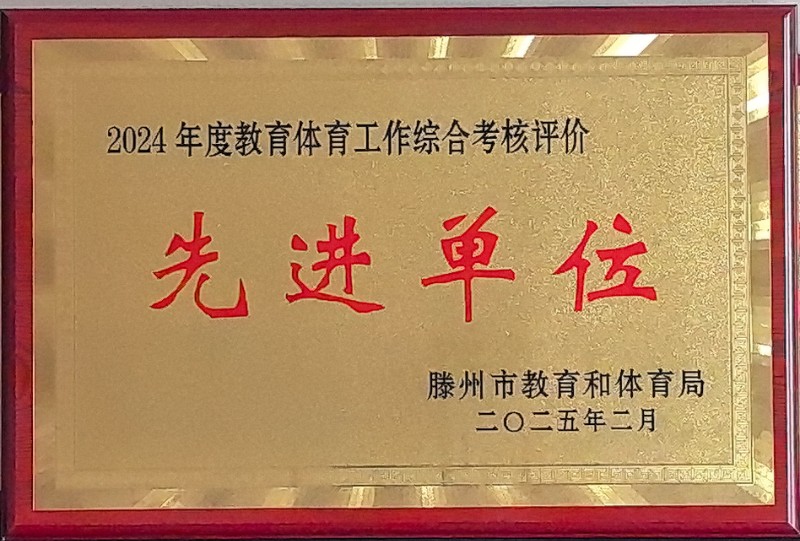 2024 年度教育体育工作综合考核评价
先进单位
滕州市教育和体育局
二〇二五年二月